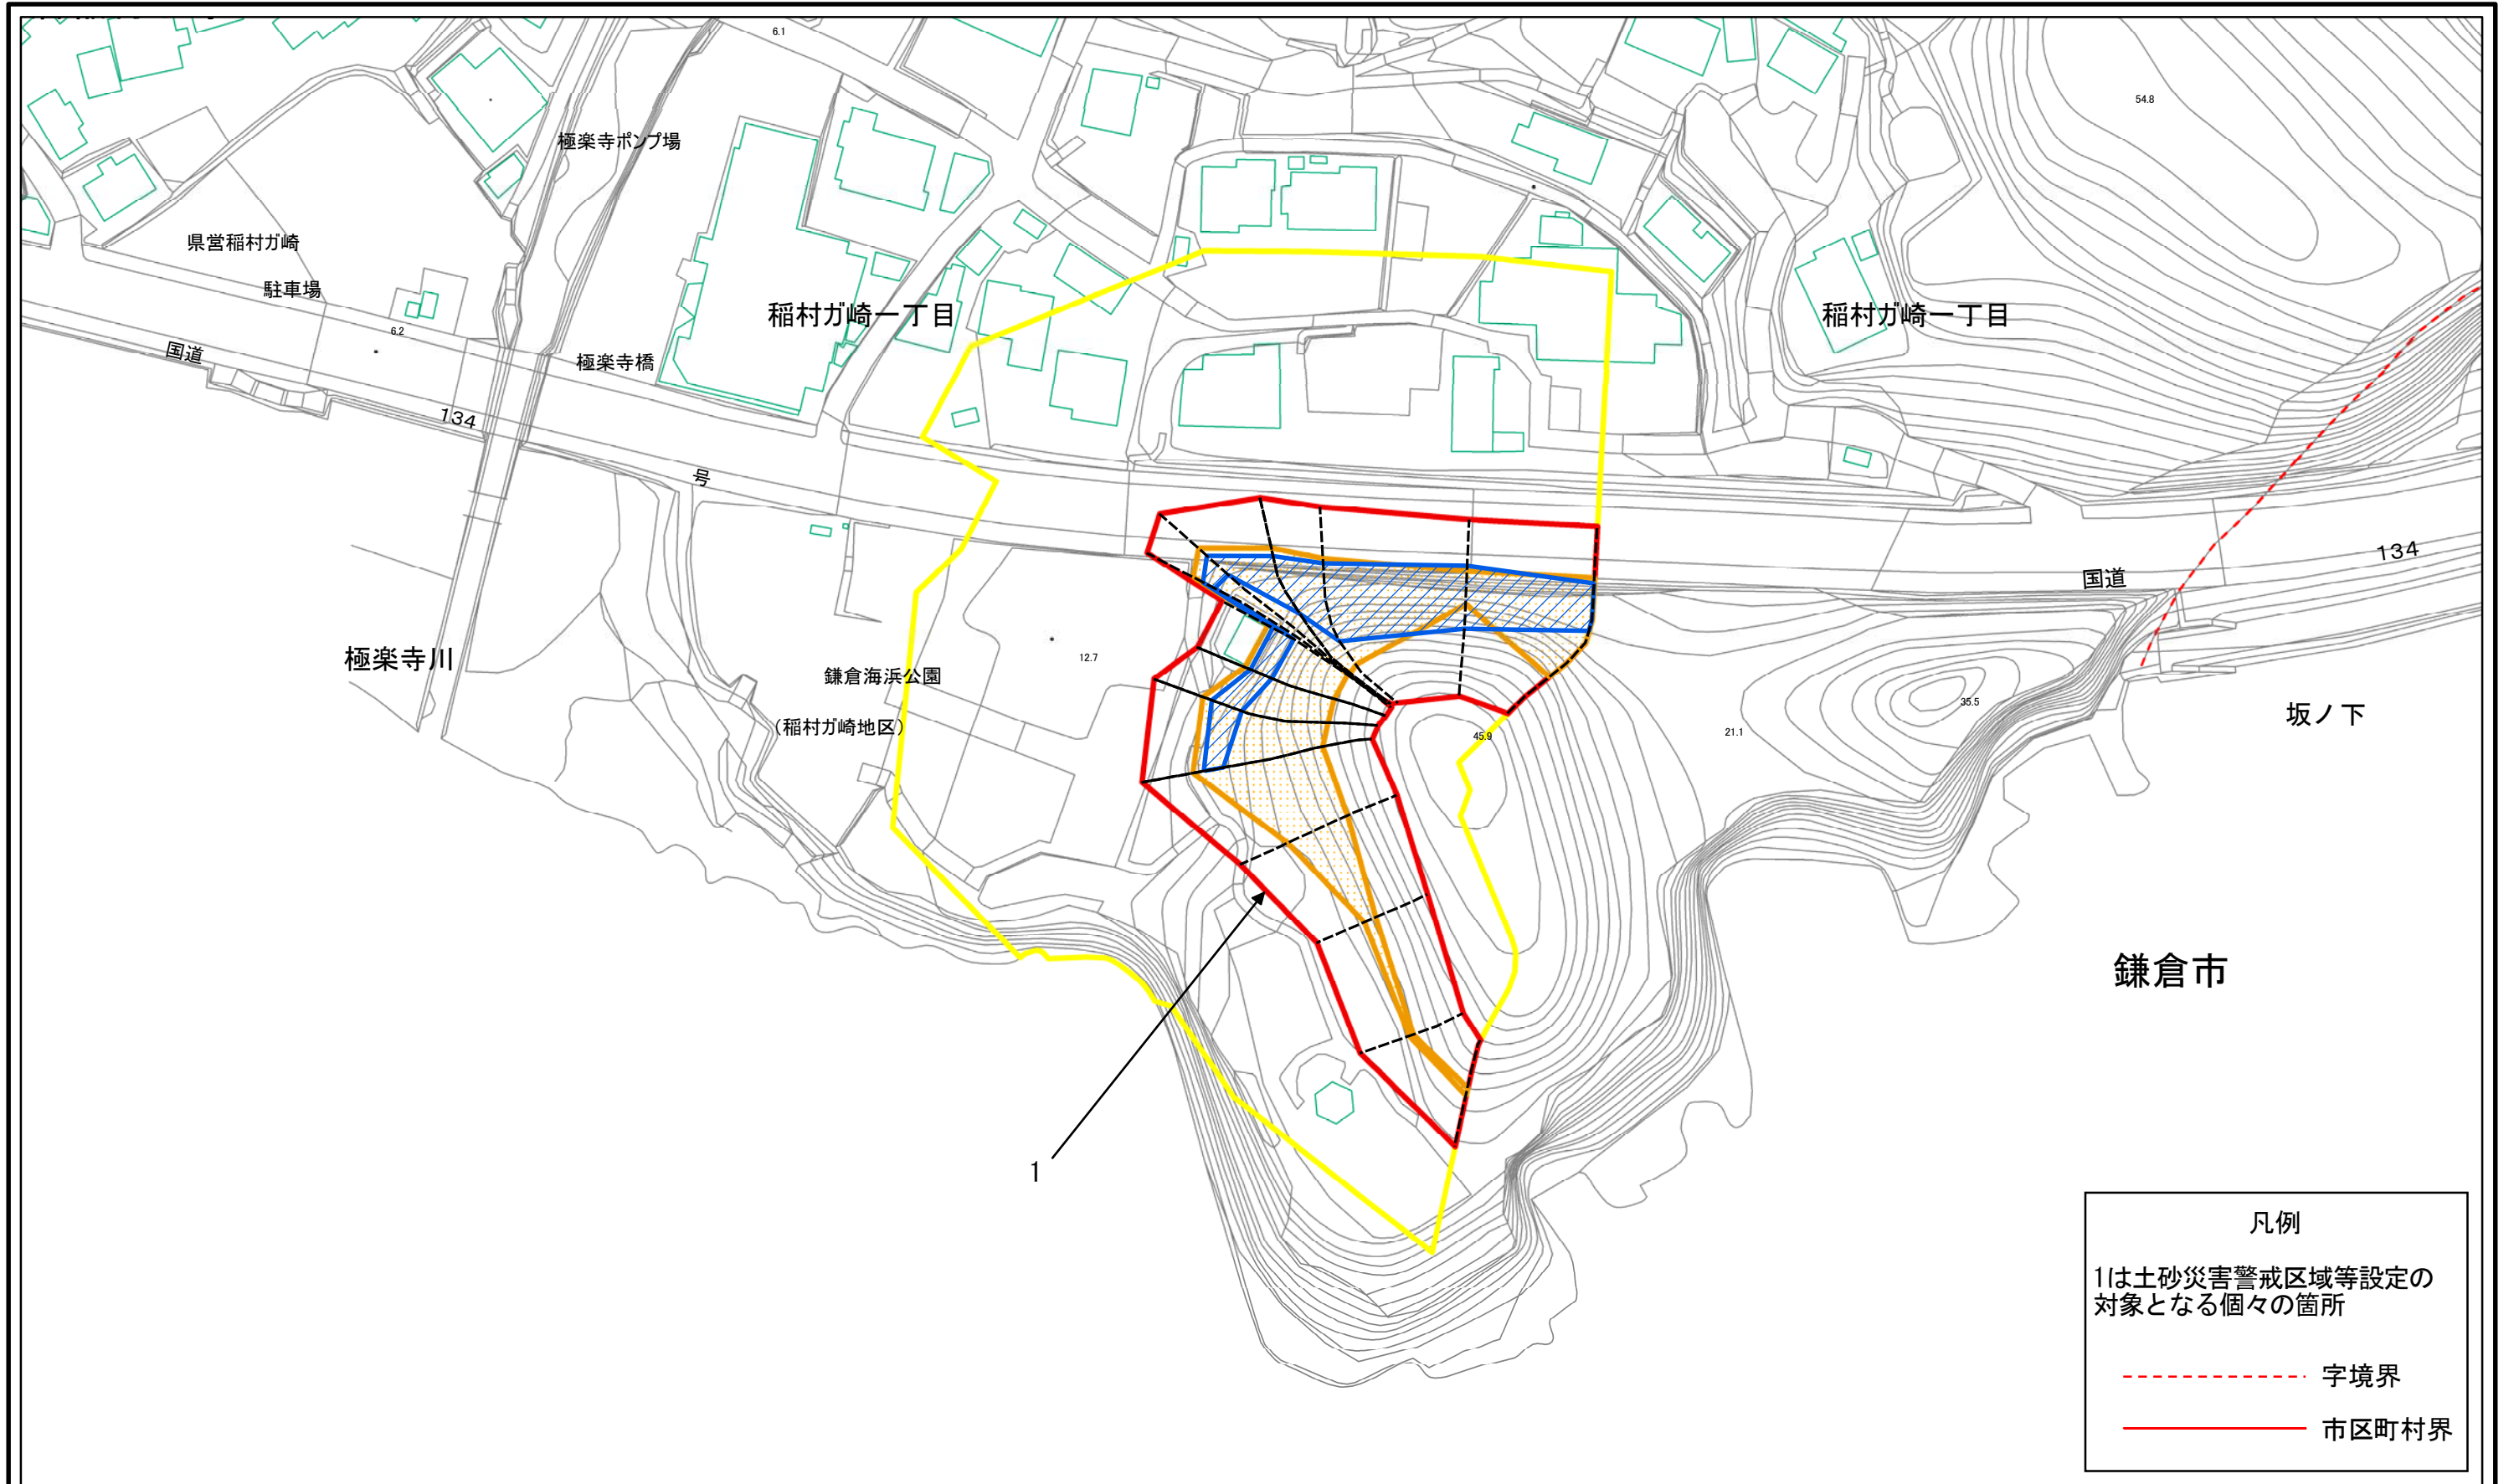 6.1
54.8
極楽寺ポンプ場
県営稲村ガ崎
駐車場
稲村ガ崎一丁目
稲村ガ崎一丁目
6.2
国道
極楽寺橋
134
号
134
国道
極楽寺川
12.7
鎌倉海浜公園
(稲村ガ崎地区)
35.5
21.1
45.9
坂ノ下
鎌倉市
1
凡例
1は土砂災害警戒区域等設定の
対象となる個々の箇所
字境界
市区町村界